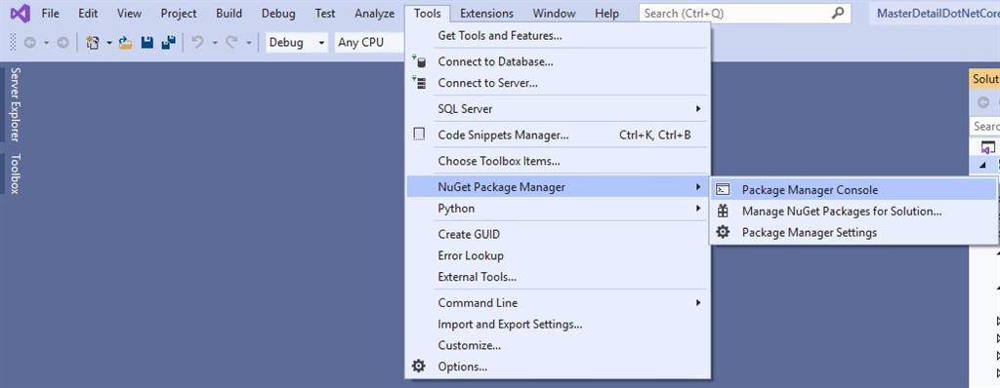 File Edit View Project Build Debug Test Analyze Tools Extensions Window Help Search (Ctrl+Q) MasterDetailDotNetCore
Debug Any CPU
Server Explorer
Toolbox
Get Tools and Features...
Connect to Database...
Connect to Server...
SQL Server
Code Snippets Manager... Ctrl+K, Ctrl+B
Choose Toolbox Items...
NuGet Package Manager
Python
Create GUID
Error Lookup
External Tools...
Command Line
Import and Export Settings...
Customize...
Options...
Package Manager Console
Manage NuGet Packages for Solution...
Package Manager Settings
Solut
Searc